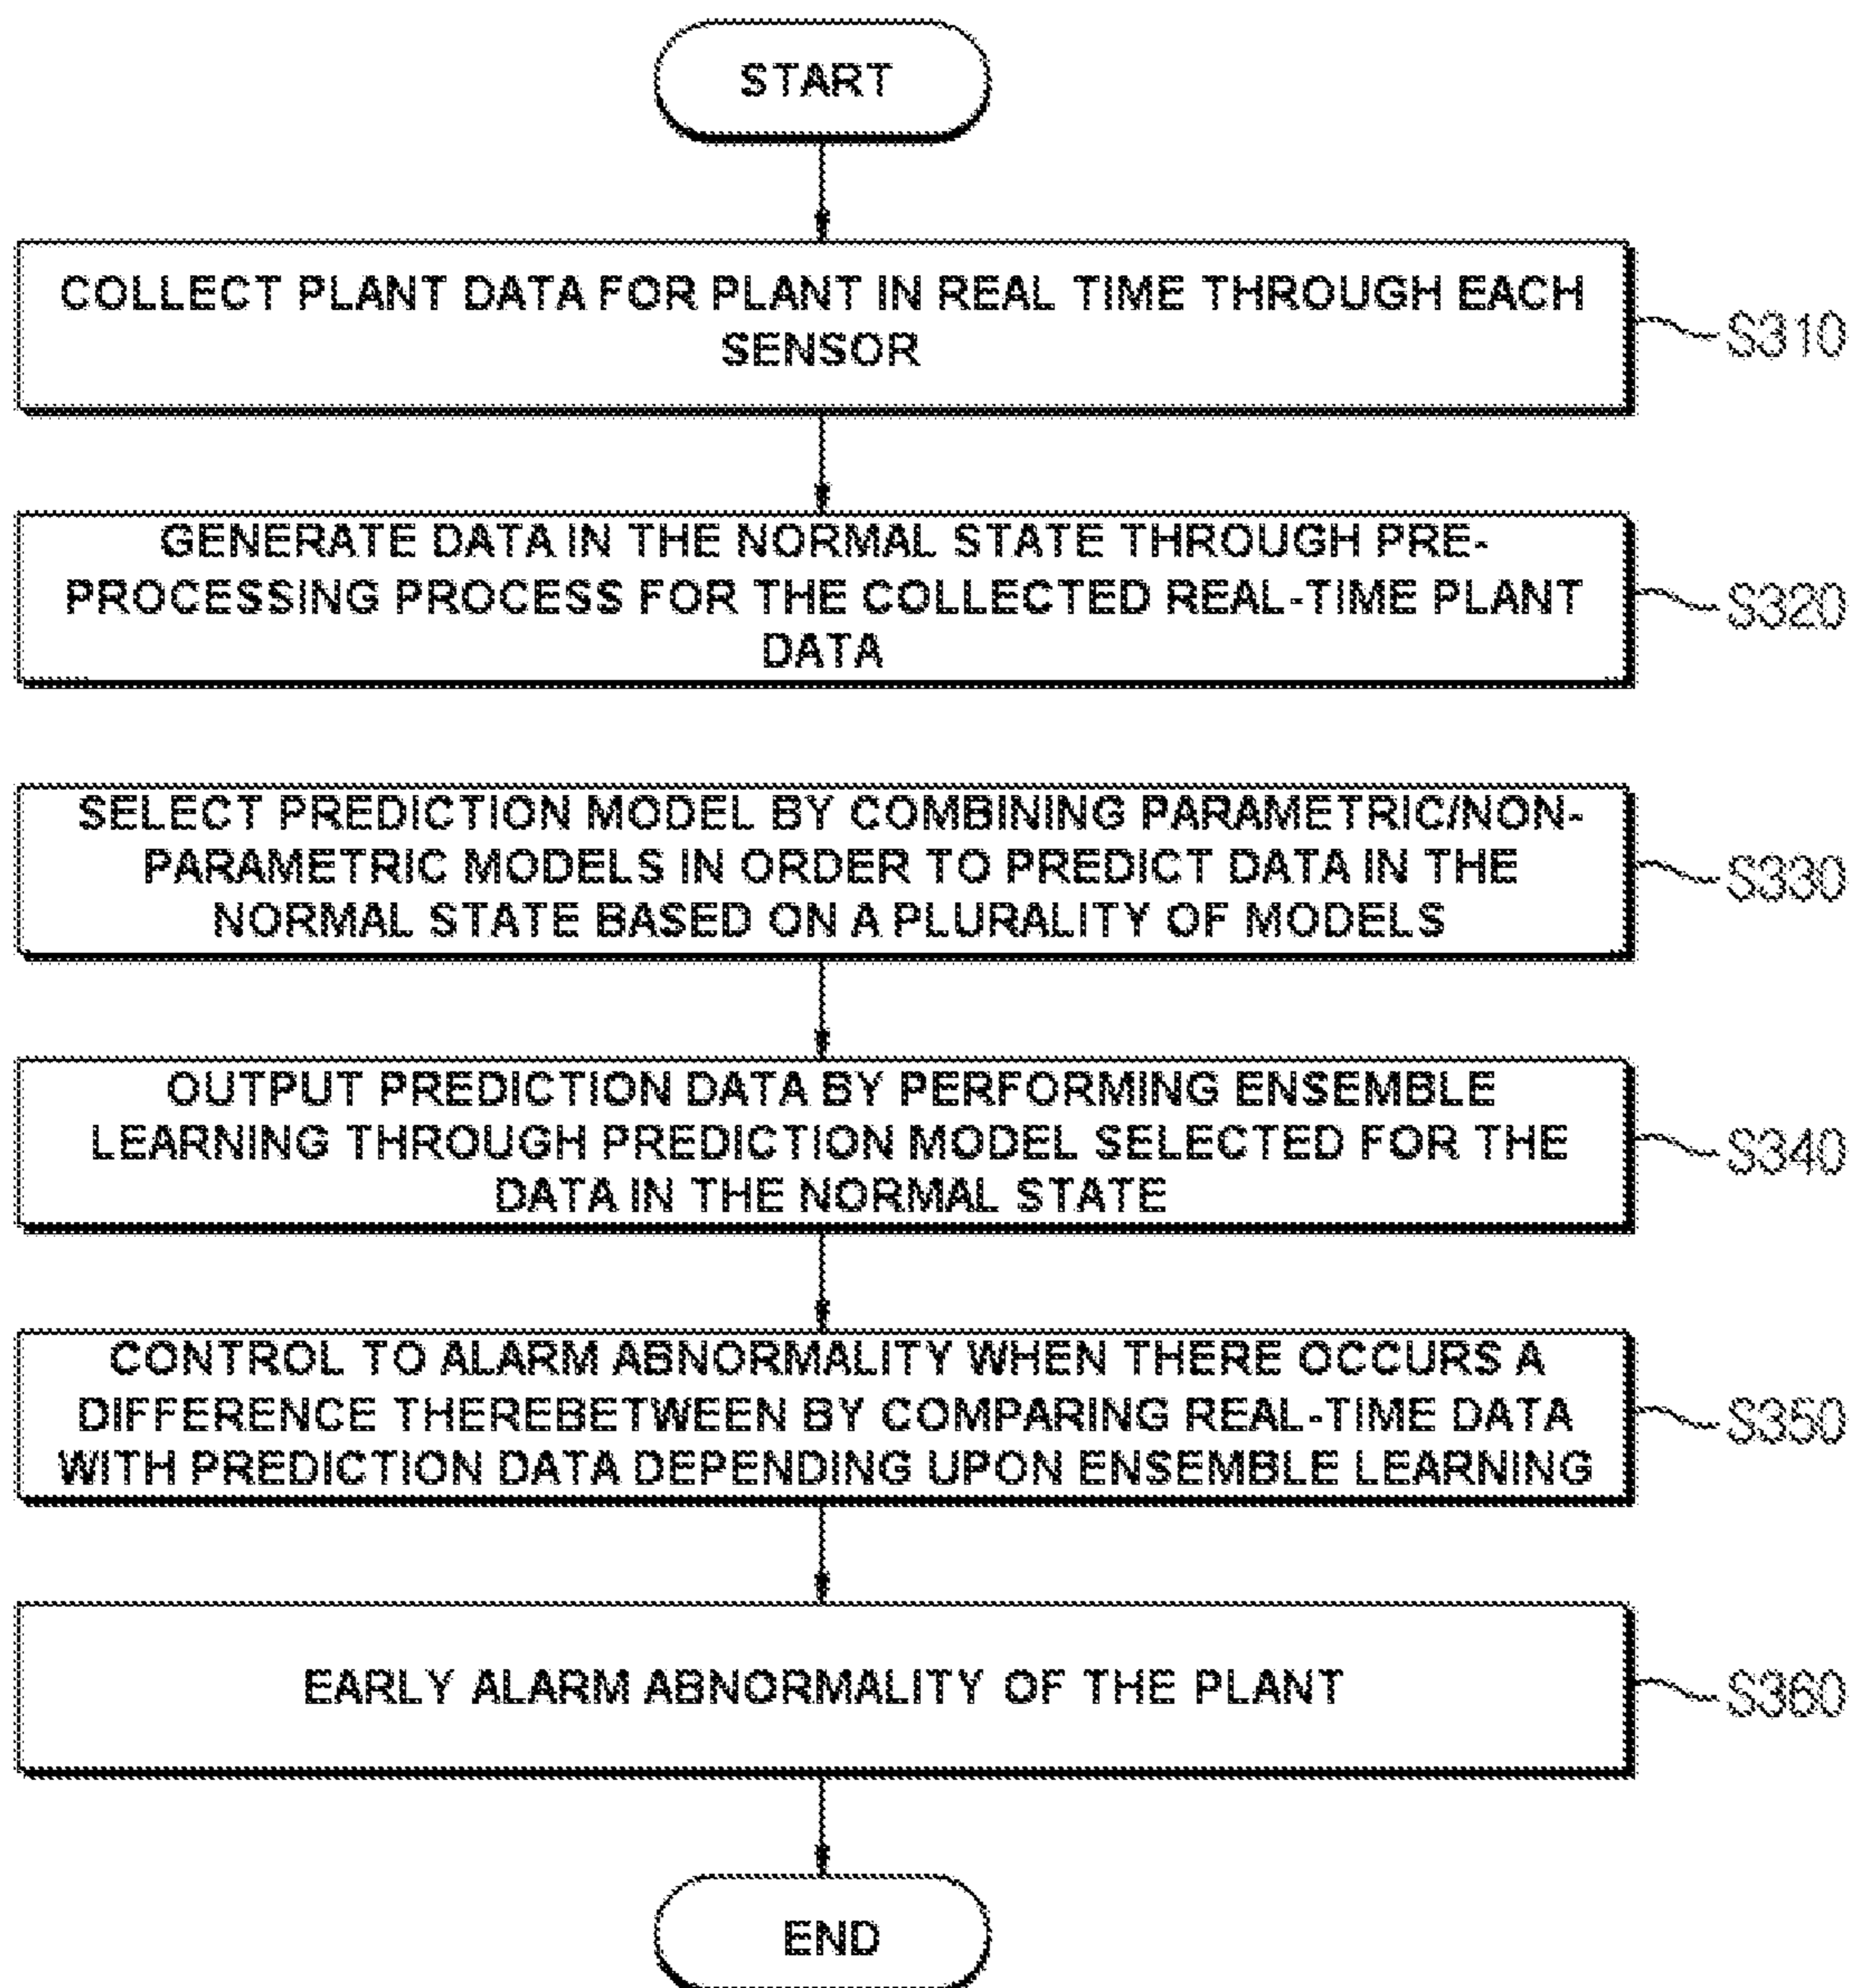 START
COLLECT PLANT DATA FOR PLANT IN REAL TIME THROUGH EACH
SENSOR
S310
GENERATE DATA IN THE NORMAL STATE THROUGH PRE-
PROCESSING PROCESS FOR THE COLLECTED REAL-TIME PLANT
DATA
S320
SELECT PREDICTION MODEL BY COMBINING PARAMETRIC/NON-
PARAMETRIC MODELS IN ORDER TO PREDICT DATA IN THE
NORMAL STATE BASED ON A PLURALITY OF MODELS
S330
OUTPUT PREDICTION DATA BY PERFORMING ENSEMBLE
LEARNING THROUGH PREDICTION MODEL SELECTED FOR THE
DATA IN THE NORMAL STATE
S340
CONTROL TO ALARM ABNORMALITY WHEN THERE OCCURS A
DIFFERENCE THEREBETWEEN BY COMPARING REAL-TIME DATA
WITH PREDICTION DATA DEPENDING UPON ENSEMBLE LEARNING
S350
EARLY ALARM ABNORMALITY OF THE PLANT
S360
END